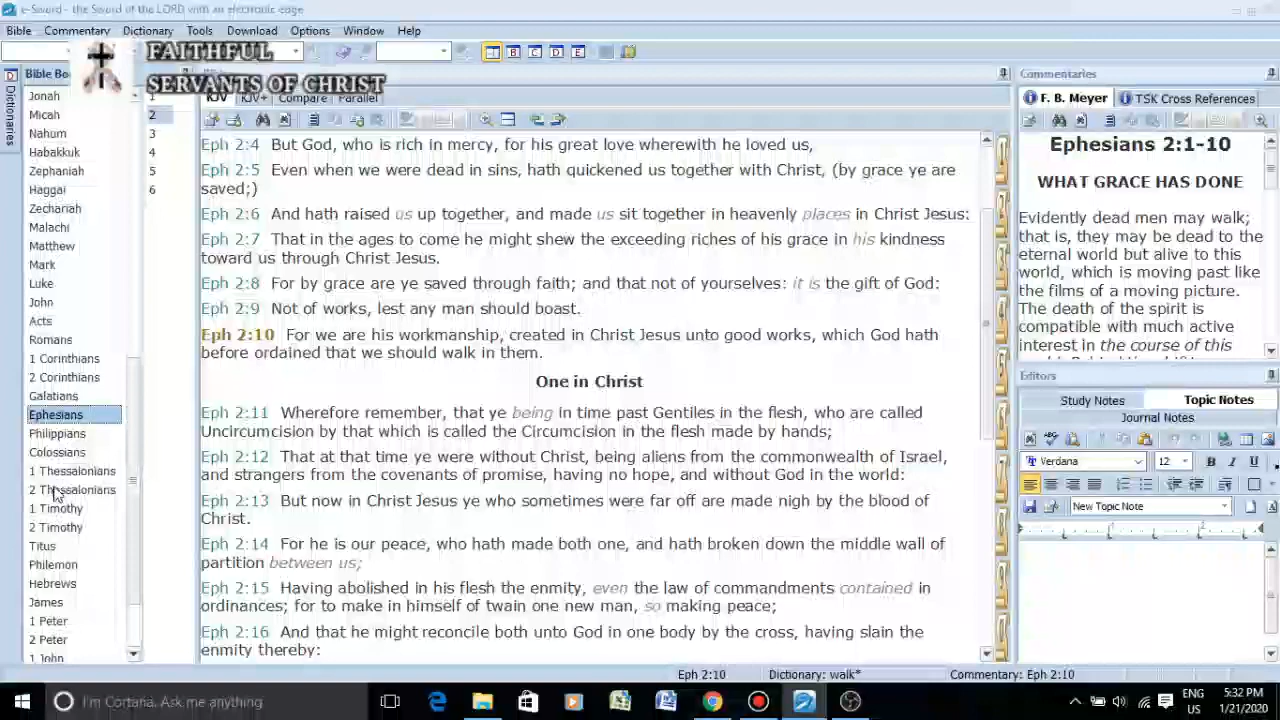 e-Sword - the Sword of the LORD with an electronic edge
Bible Commentary Dictionary Tools Download Options Window Help
FAITHFUL
SERVANTS OF CHRIST
B C D E
Dictionaries
Bible Boo
Jonah
Micah
Nahum
Habakkuk
Zephaniah
Haggai
Zechariah
Malachi
Matthew
Mark
Luke
John
Acts
Romans
1 Corinthians
2 Corinthians
Galatians
Ephesians
Philippians
Colossians
1 Thessalonians
2 Thessalonians
1 Timothy
2 Timothy
Titus
Philemon
Hebrews
James
1 Peter
2 Peter
1 John
1
2
3
4
5
6
KJV KJV+ Compare Parallel
Eph 2:4 But God, who is rich in mercy, for his great love wherewith he loved us,
Eph 2:5 Even when we were dead in sins, hath quickened us together with Christ, (by grace ye are
saved;)
Eph 2:6 And hath raised us up together, and made us sit together in heavenly places in Christ Jesus:
Eph 2:7 That in the ages to come he might shew the exceeding riches of his grace in his kindness
toward us through Christ Jesus.
Eph 2:8 For by grace are ye saved through faith; and that not of yourselves: it is the gift of God:
Eph 2:9 Not of works, lest any man should boast.
Eph 2:10 For we are his workmanship, created in Christ Jesus unto good works, which God hath
before ordained that we should walk in them.
One in Christ
Eph 2:11 Wherefore remember, that ye being in time past Gentiles in the flesh, who are called
Uncircumcision by that which is called the Circumcision in the flesh made by hands;
Eph 2:12 That at that time ye were without Christ, being aliens from the commonwealth of Israel,
and strangers from the covenants of promise, having no hope, and without God in the world:
Eph 2:13 But now in Christ Jesus ye who sometimes were far off are made nigh by the blood of
Christ.
Eph 2:14 For he is our peace, who hath made both one, and hath broken down the middle wall of
partition between us;
Eph 2:15 Having abolished in his flesh the enmity, even the law of commandments contained in
ordinances; for to make in himself of twain one new man, so making peace;
Eph 2:16 And that he might reconcile both unto God in one body by the cross, having slain the
enmity thereby:
Commentaries
F. B. Meyer TSK Cross References
Ephesians 2:1-10
WHAT GRACE HAS DONE
Evidently dead men may walk;
that is, they may be dead to the
eternal world but alive to this
world, which is moving past like
the films of a moving picture.
The death of the spirit is
compatible with much active
interest in the course of this
Editors
Study Notes Topic Notes
Journal Notes
Verdana 12 B I U
New Topic Note
Eph 2:10 Dictionary: walk* Commentary: Eph 2:10
I'm Cortana. Ask me anything
ENG
US
5:32 PM
1/21/2020